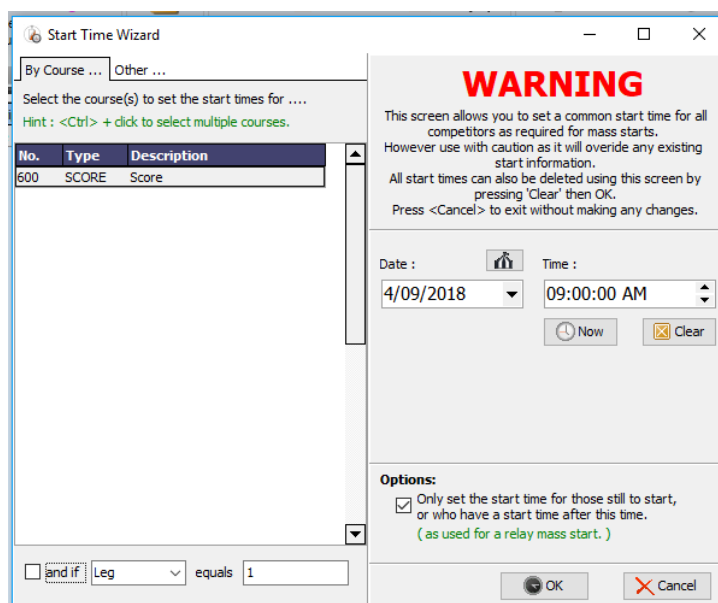 Start Time Wizard
By Course ... Other ...
Select the course(s) to set the start times for ....
Hint : <Ctrl> + click to select multiple courses.
No. Type Description
600 SCORE Score
and if Leg equals 1
WARNING
This screen allows you to set a common start time for all
competitors as required for mass starts.
However use with caution as it will overide any existing
start information.
All start times can also be deleted using this screen by
pressing 'Clear' then OK.
Press <Cancel> to exit without making any changes.
Date : Time :
4/09/2018 09:00:00 AM
Now Clear
Options:
Only set the start time for those still to start,
or who have a start time after this time.
( as used for a relay mass start. )
OK Cancel